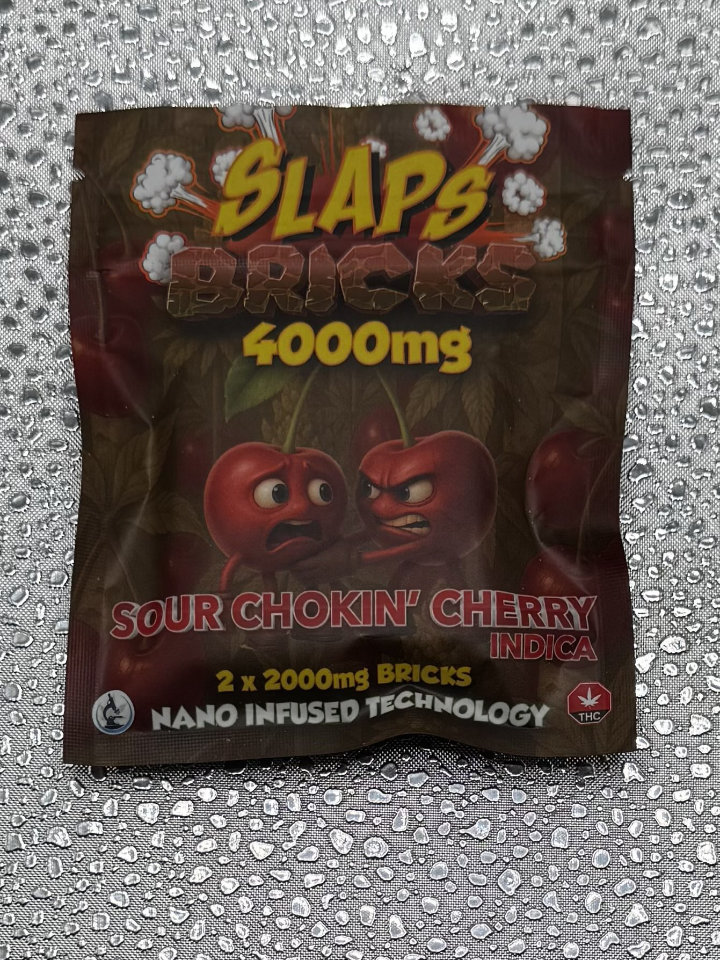 SLAPS
BRICKS
4000mg
SOUR CHOKIN' CHERRY
INDICA
2 x 2000mg BRICKS
NANO INFUSED TECHNOLOGY
THC